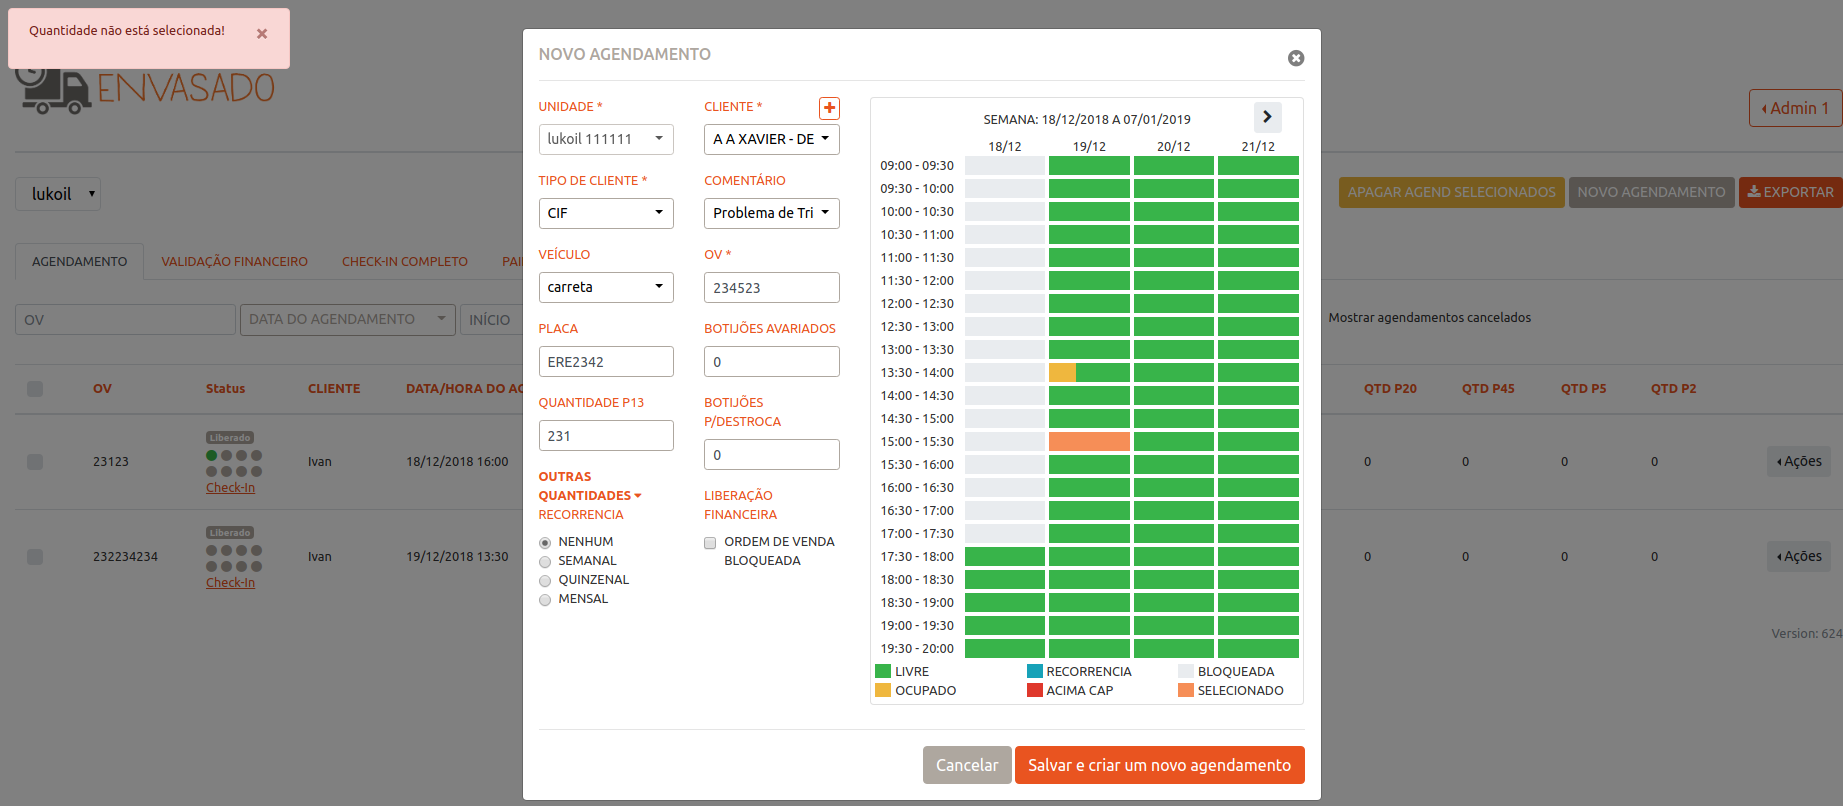 Quantidade não está selecionada!
ENVASADO
Admin 1
lukoil
APAGAR AGEND SELECIONADOS
NOVO AGENDAMENTO
EXPORTAR
AGENDAMENTO
VALIDAÇÃO FINANCEIRO
CHECK-IN COMPLETO
PAI
OV
DATA DO AGENDAMENTO
INÍCIO
Mostrar agendamentos cancelados
OV Status CLIENTE DATA/HORA DO AG QTD P20 QTD P45 QTD P5 QTD P2
Liberado
23123 Ivan 18/12/2018 16:00 0 0 0 0 Ações
Check-In
Liberado
232234234 Ivan 19/12/2018 13:30 0 0 0 0 Ações
Check-In
Version: 624
NOVO AGENDAMENTO
UNIDADE *
lukoil 111111
CLIENTE *
A A XAVIER - DE
TIPO DE CLIENTE *
CIF
COMENTÁRIO
Problema de Tri
VEÍCULO
carreta
OV *
234523
PLACA
ERE2342
BOTIJÕES AVARIADOS
0
QUANTIDADE P13
231
BOTIJÕES
P/DESTROCA
0
OUTRAS
QUANTIDADES
RECORRENCIA
NENHUM
SEMANAL
QUINZENAL
MENSAL
LIBERAÇÃO
FINANCEIRA
ORDEM DE VENDA
BLOQUEADA
SEMANA: 18/12/2018 A 07/01/2019
18/12 19/12 20/12 21/12
09:00 - 09:30
09:30 - 10:00
10:00 - 10:30
10:30 - 11:00
11:00 - 11:30
11:30 - 12:00
12:00 - 12:30
12:30 - 13:00
13:00 - 13:30
13:30 - 14:00
14:00 - 14:30
14:30 - 15:00
15:00 - 15:30
15:30 - 16:00
16:00 - 16:30
16:30 - 17:00
17:00 - 17:30
17:30 - 18:00
18:00 - 18:30
18:30 - 19:00
19:00 - 19:30
19:30 - 20:00
LIVRE RECORRENCIA BLOQUEADA
OCUPADO ACIMA CAP SELECIONADO
Cancelar
Salvar e criar um novo agendamento